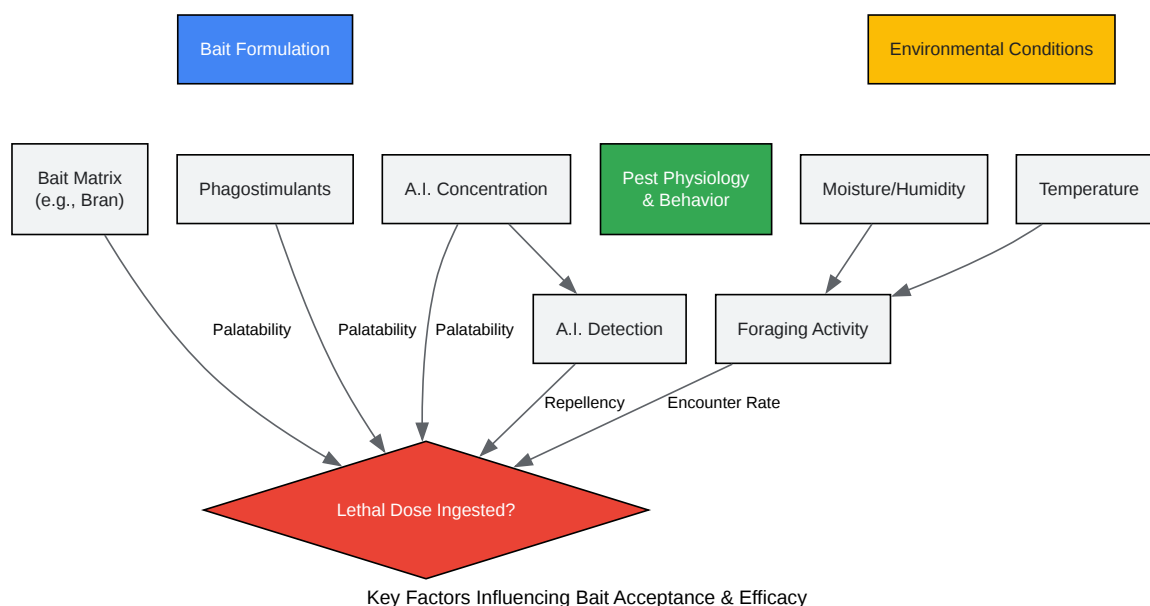 Bait Formulation
Environmental Conditions
Bait Matrix
(e.g., Bran)
Phagostimulants
A.I. Concentration
Pest Physiology
& Behavior
Moisture/Humidity
Temperature
A.I. Detection
Foraging Activity
Palatability
Palatability
Palatability
Repellency
Encounter Rate
Lethal Dose Ingested?
Key Factors Influencing Bait Acceptance & Efficacy